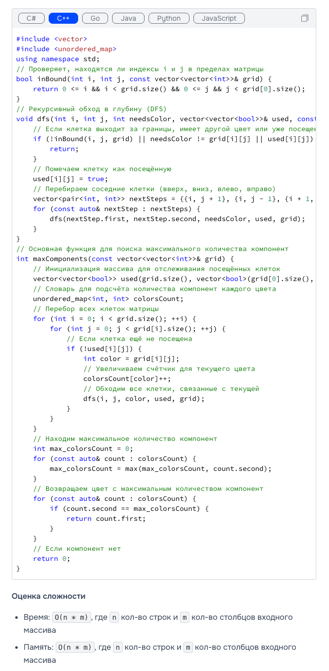 C# C++ Go Java Python JavaScript
#include <vector>
#include <unordered_map>
using namespace std;
// Проверяет, находятся ли индексы i и j в пределах матрицы
bool inBound(int i, int j, const vector<vector<int>>& grid) {
    return 0 <= i && i < grid.size() && 0 <= j && j < grid[0].size();
}
// Рекурсивный обход в глубину (DFS)
void dfs(int i, int j, int needsColor, vector<vector<bool>>& used, cons
    // Если клетка выходит за границы, имеет другой цвет или уже посещен
    if (!inBound(i, j, grid) || needsColor != grid[i][j] || used[i][j])
        return;
    }
    // Помечаем клетку как посещённую
    used[i][j] = true;
    // Перебираем соседние клетки (вверх, вниз, влево, вправо)
    vector<pair<int, int>> nextSteps = {{i, j + 1}, {i, j - 1}, {i + 1,
    for (const auto& nextStep : nextSteps) {
        dfs(nextStep.first, nextStep.second, needsColor, used, grid);
    }
}
// Основная функция для поиска максимального количества компонент
int maxComponents(const vector<vector<int>>& grid) {
    // Инициализация массива для отслеживания посещённых клеток
    vector<vector<bool>> used(grid.size(), vector<bool>(grid[0].size(),
    // Словарь для подсчёта количества компонент каждого цвета
    unordered_map<int, int> colorsCount;
    // Перебор всех клеток матрицы
    for (int i = 0; i < grid.size(); ++i) {
        for (int j = 0; j < grid[i].size(); ++j) {
            // Если клетка ещё не посещена
            if (!used[i][j]) {
                int color = grid[i][j];
                // Увеличиваем счётчик для текущего цвета
                colorsCount[color]++;
                // Обходим все клетки, связанные с текущей
                dfs(i, j, color, used, grid);
            }
        }
    }
    // Находим максимальное количество компонент
    int max_colorsCount = 0;
    for (const auto& count : colorsCount) {
        max_colorsCount = max(max_colorsCount, count.second);
    }
    // Возвращаем цвет с максимальным количеством компонент
    for (const auto& count : colorsCount) {
        if (count.second == max_colorsCount) {
            return count.first;
        }
    }
    // Если компонент нет
    return 0;
}
Оценка сложности
• Время: O(n * m), где n кол-во строк и m кол-во столбцов входного
массива
• Память: O(n * m), где n кол-во строк и m кол-во столбцов входного
массива